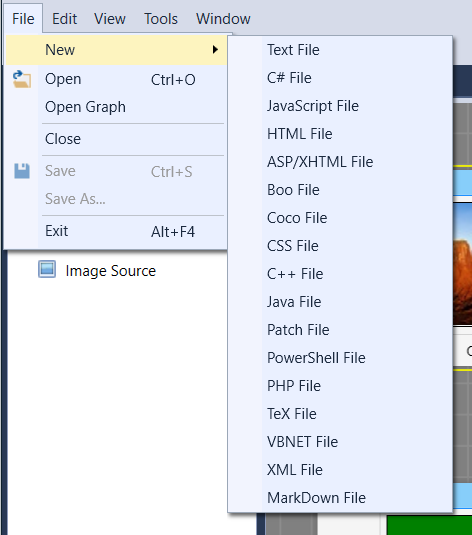 File Edit View Tools Window
New
Open Ctrl+O
Open Graph
Close
Save Ctrl+S
Save As...
Exit Alt+F4
Image Source
Text File
C# File
JavaScript File
HTML File
ASP/XHTML File
Boo File
Coco File
CSS File
C++ File
Java File
Patch File
PowerShell File
PHP File
TeX File
VBNET File
XML File
MarkDown File